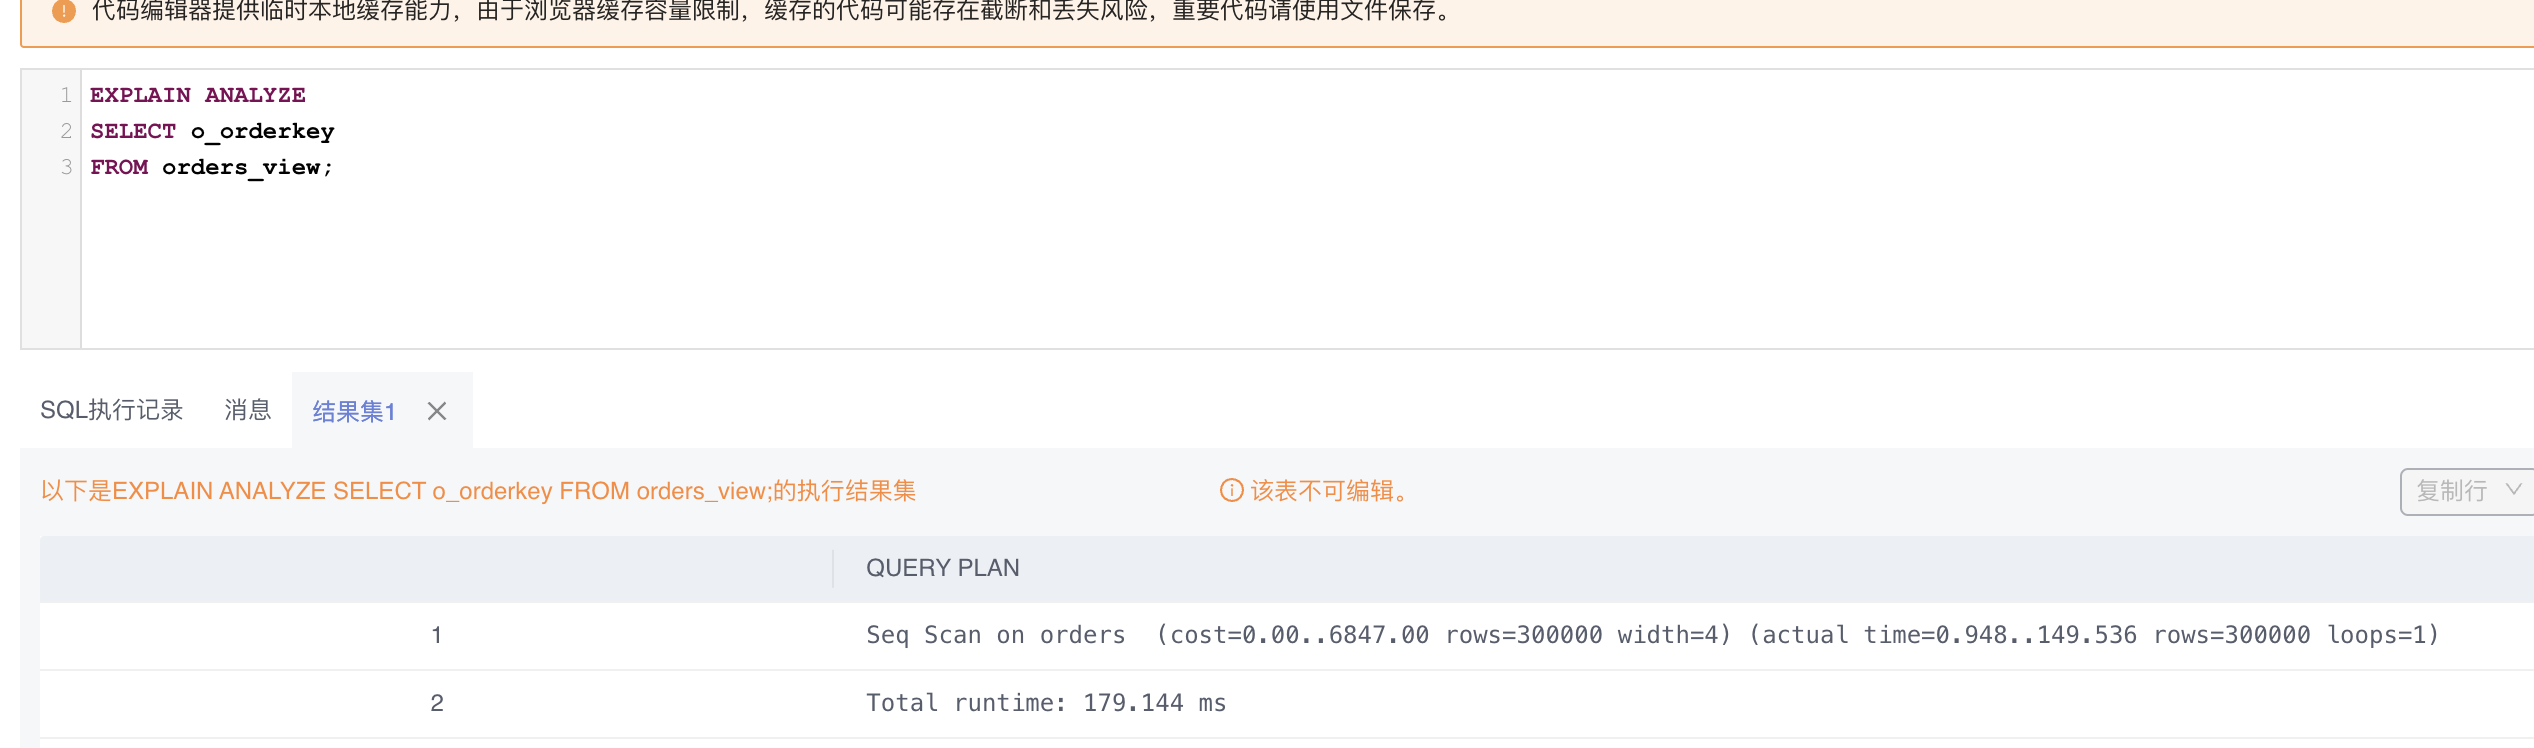 代码编辑器提供临时本地缓存能力，由于浏览器缓存容量限制，缓存的代码可能存在截断和丢失风险，重要代码请使用文件保存。
1 EXPLAIN ANALYZE
2 SELECT o_orderkey
3 FROM orders_view;
SQL执行记录 消息 结果集1
以下是EXPLAIN ANALYZE SELECT o_orderkey FROM orders_view;的执行结果集 该表不可编辑。 复制行
QUERY PLAN
1 Seq Scan on orders  (cost=0.00..6847.00 rows=300000 width=4) (actual time=0.948..149.536 rows=300000 loops=1)
2 Total runtime: 179.144 ms